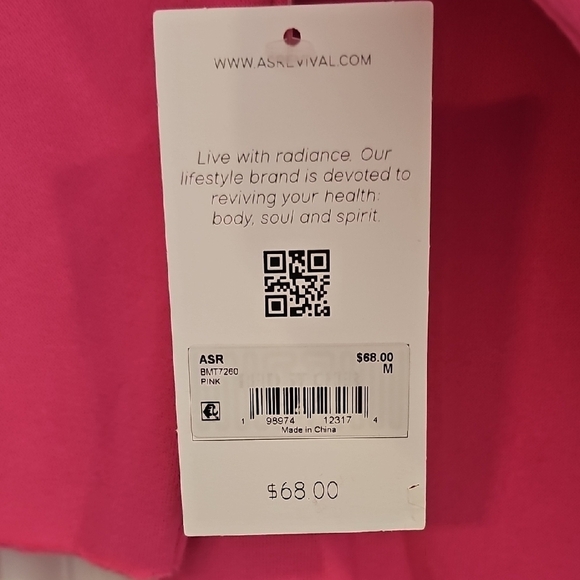 WWW.ASREVIVAL.COM
Live with radiance. Our
lifestyle brand is devoted to
reviving your health:
body, soul and spirit.
ASR $68.00
BMT7260 M
PINK
1 98974 12317 4
Made in China
$68.00